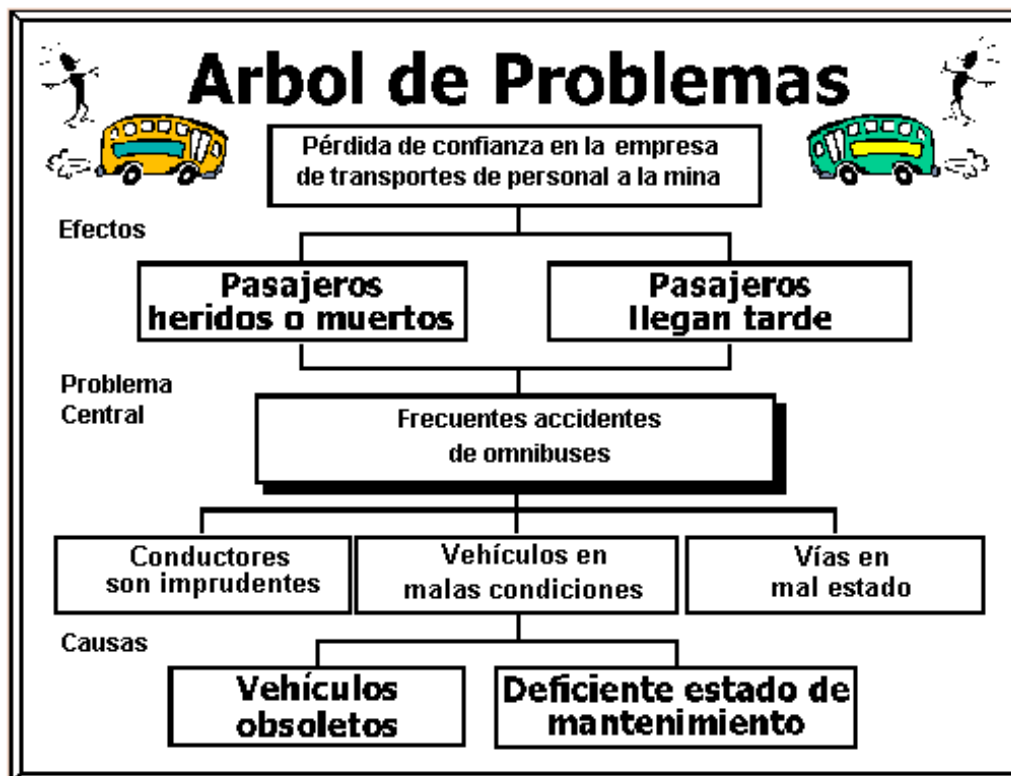 Arbol de Problemas
Pérdida de confianza en la empresa
de transportes de personal a la mina
Efectos
Pasajeros
heridos o muertos
Pasajeros
llegan tarde
Problema
Central
Frecuentes accidentes
de omnibuses
Conductores
son imprudentes
Vehículos en
malas condiciones
Vías en
mal estado
Causas
Vehículos
obsoletos
Deficiente estado de
mantenimiento